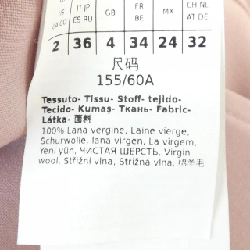 GB FR BE MX CH NL AT DE
2 36 4 34 24 32
尺码
155/60A
Tessuto- Tissu- Stoff- tejido-
Tecido- Kumaş- Ткань- Fabric-
Látka- 面料
100% Lana vergine, Laine vierge,
Schurwolle, lana virgen, La virgem,
yün, ЧИСТАЯ ШЕРСТЬ, Virgin
wool, Střižní vlna, Strižná vlna, 绵羊毛